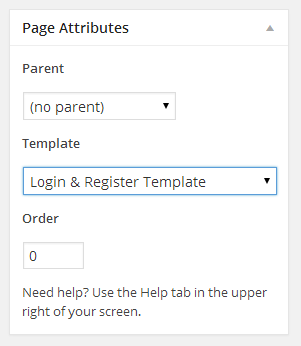 Page Attributes
Parent
(no parent)
Template
Login & Register Template
Order
0
Need help? Use the Help tab in the upper
right of your screen.